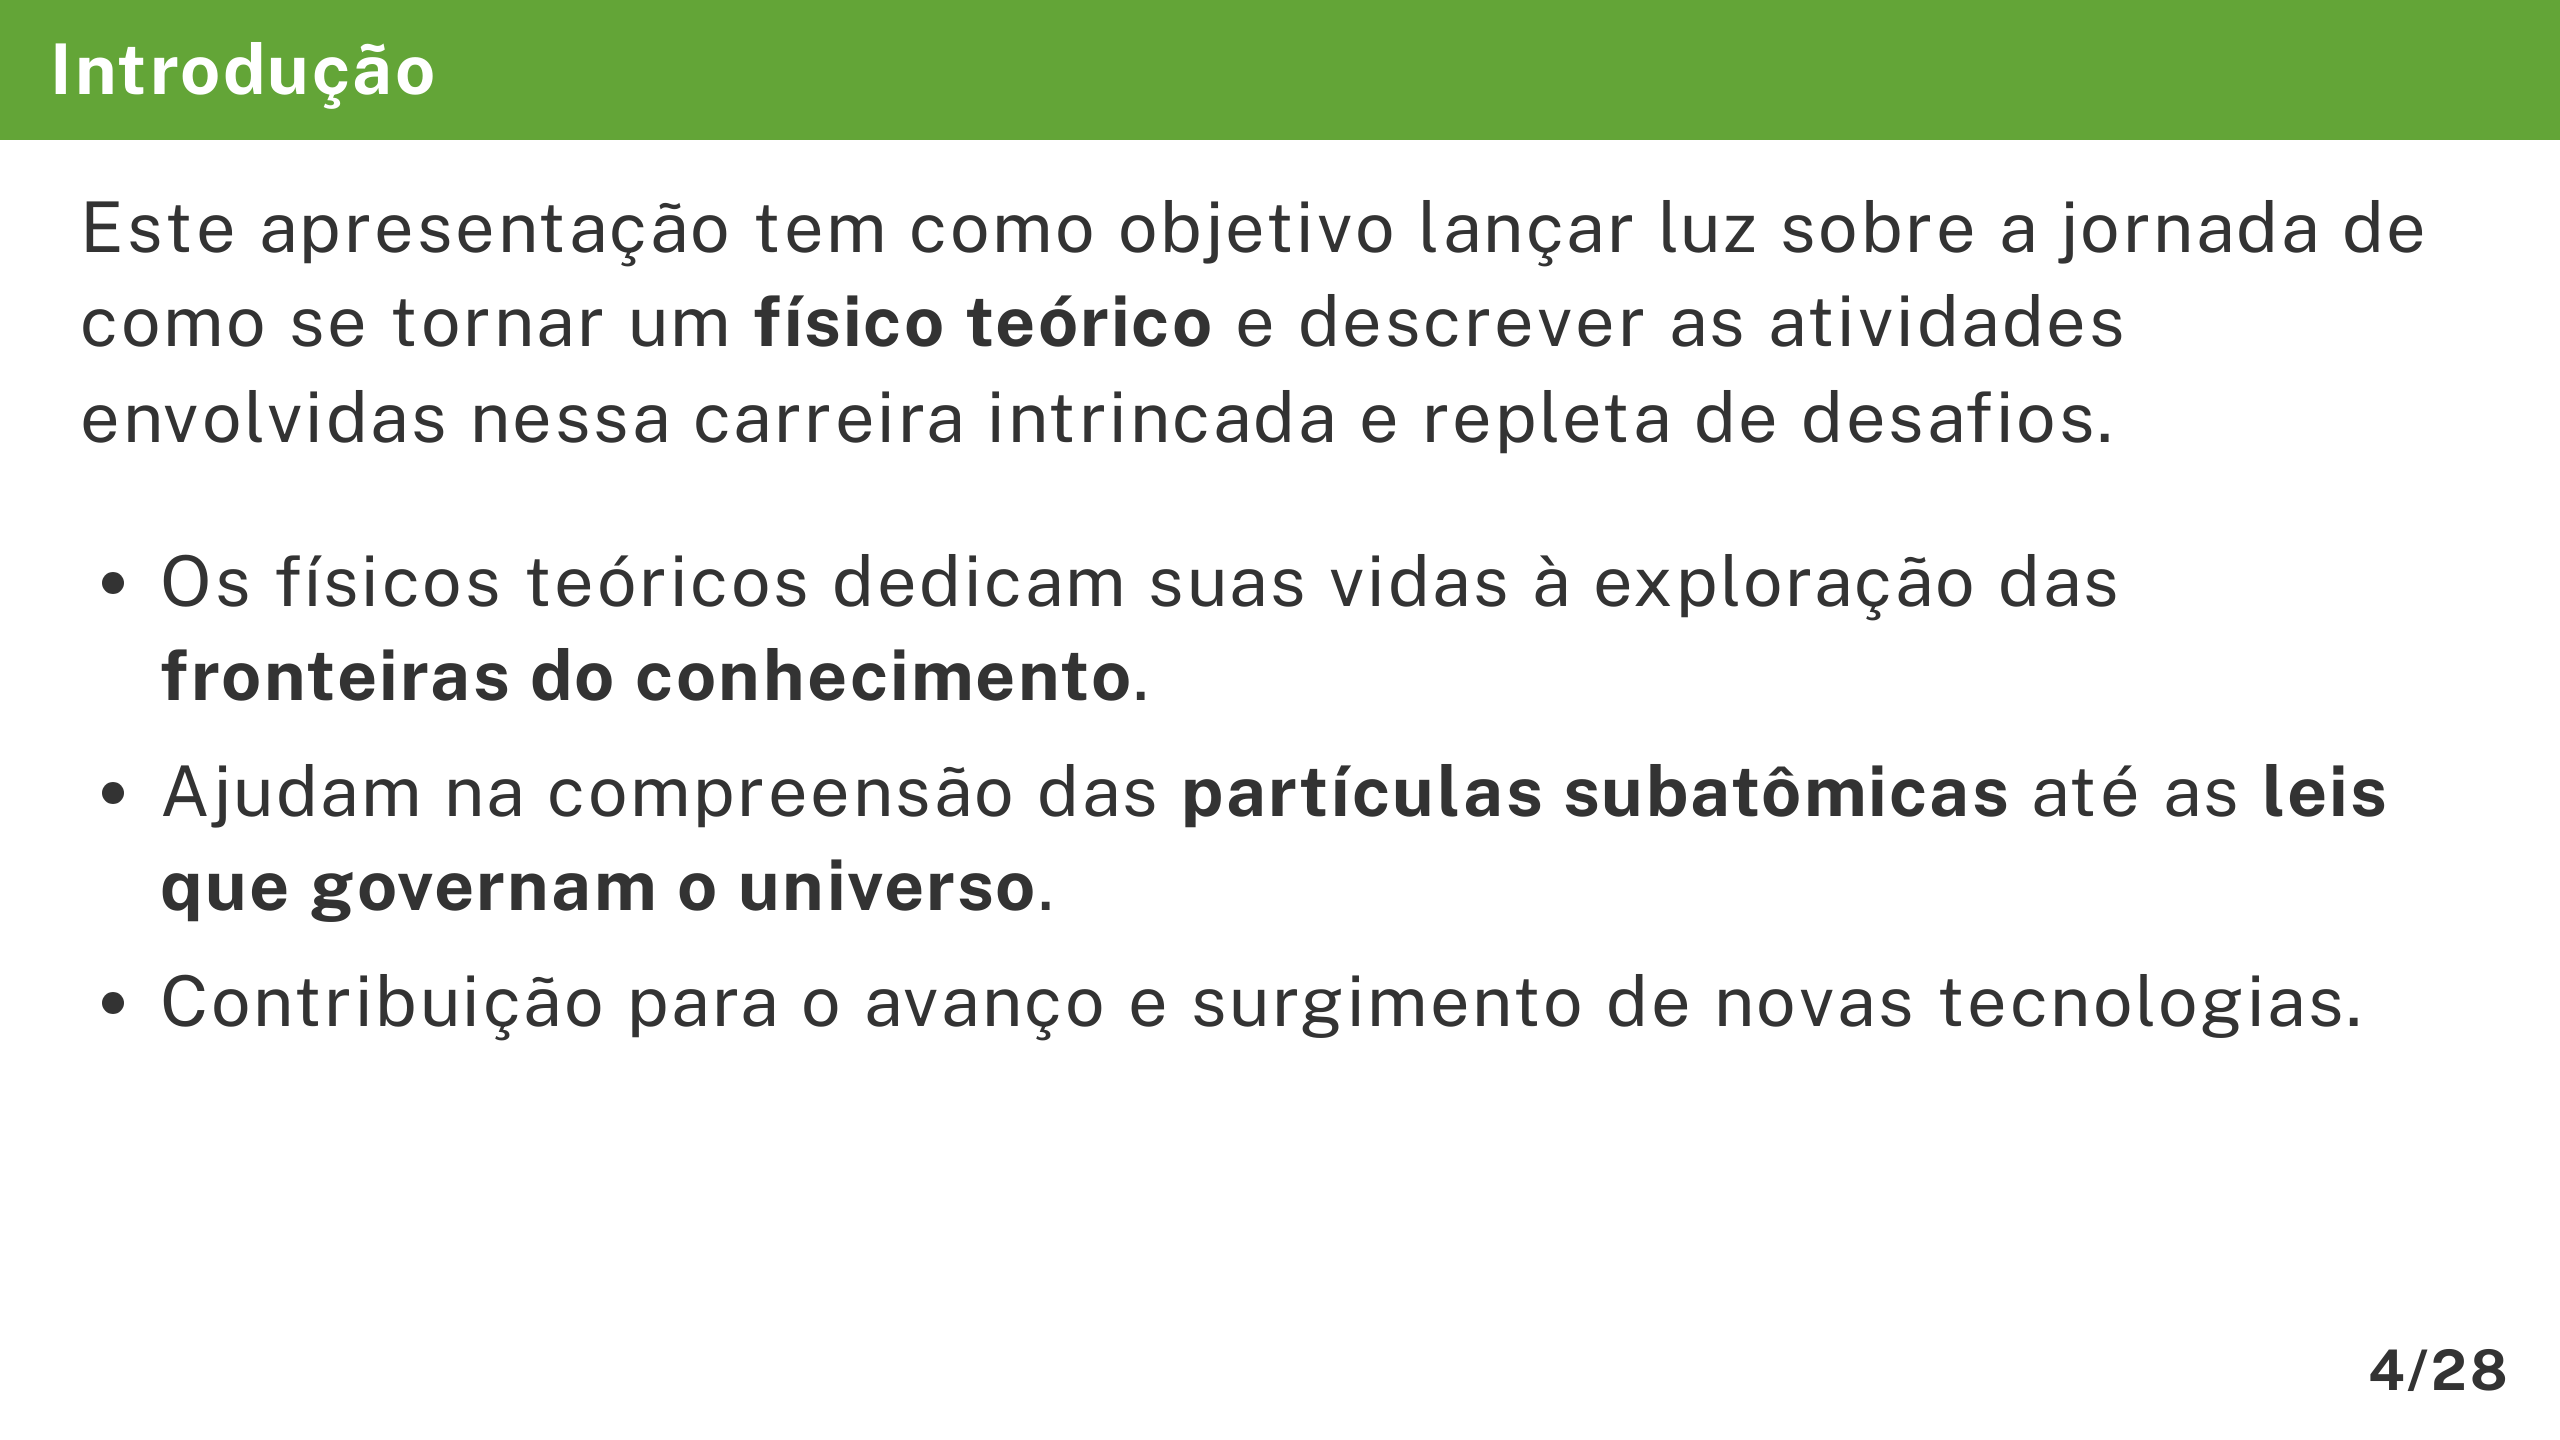 Introdução
Este apresentação tem como objetivo lançar luz sobre a jornada de
como se tornar um físico teórico e descrever as atividades
envolvidas nessa carreira intrincada e repleta de desafios.
• Os físicos teóricos dedicam suas vidas à exploração das
fronteiras do conhecimento.
• Ajudam na compreensão das partículas subatômicas até as leis
que governam o universo.
• Contribuição para o avanço e surgimento de novas tecnologias.
4/28